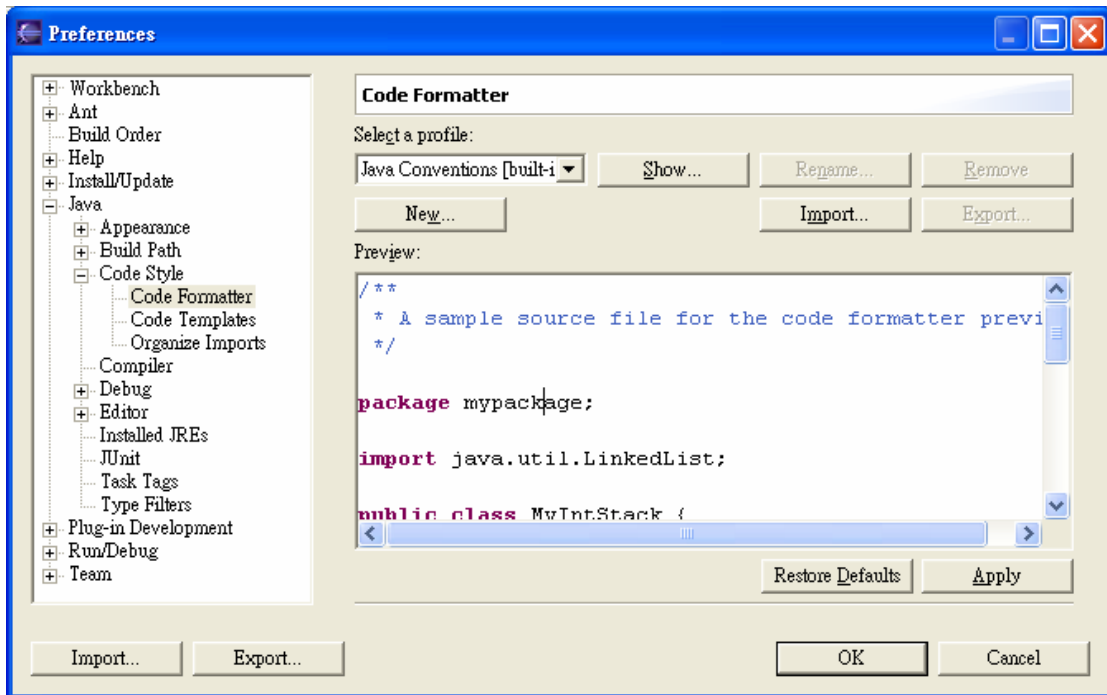 Preferences
Workbench
Ant
Build Order
Help
Install/Update
Java
Appearance
Build Path
Code Style
Code Formatter
Code Templates
Organize Imports
Compiler
Debug
Editor
Installed JREs
JUnit
Task Tags
Type Filters
Plug-in Development
Run/Debug
Team
Code Formatter
Select a profile:
Java Conventions [built-i
Show...
Rename...
Remove
New...
Import...
Export...
Preview:
/**
* A sample source file for the code formatter previ
*/
package mypackage;
import java.util.LinkedList;
public class MyIntStack {
Restore Defaults
Apply
Import...
Export...
OK
Cancel